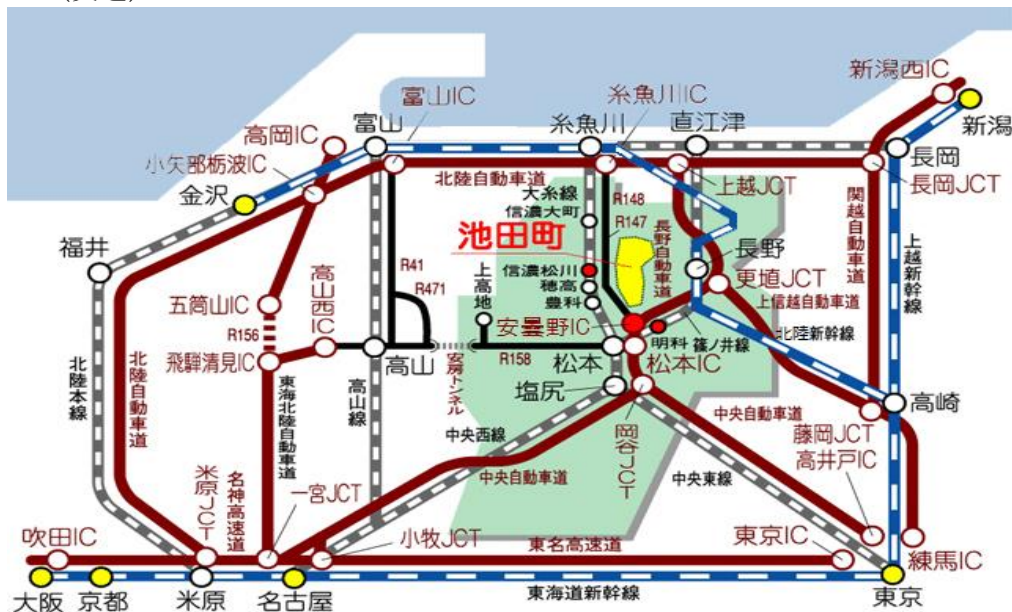 新潟西IC
富山IC
糸魚川IC
高岡IC
富山
糸魚川
直江津
新潟
小矢部栃波IC
長岡
北陸自動車道
上越JCT
長岡JCT
金沢
大糸線
信濃大町
R148
R147
関越自動車道
上越新幹線
福井
池田町
長野自動車道
長野
R41
R471
上高地
信濃松川
穂高
豊科
更埴JCT
上信越自動車道
五箇山IC
高山西IC
R156
安曇野IC
明科
篠ノ井線
北陸新幹線
飛騨清見IC
高山
安房トンネル
R158
松本
松本IC
北陸本線
北陸自動車道
東海北陸自動車道
高山線
塩尻
高崎
中央自動車道
藤岡JCT
中央西線
岡谷JCT
高井戸IC
米原JCT
名神高速道
一宮JCT
中央自動車道
中央東線
吹田IC
小牧JCT
東名高速道
東京IC
練馬IC
大阪
京都
米原
名古屋
東海道新幹線
東京